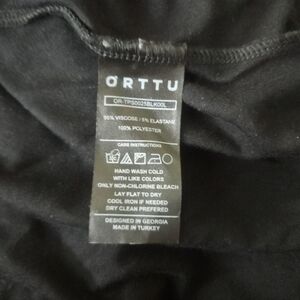 ORTTU
OR-TPS0025BLK00L
95% VISCOSE / 5% ELASTANE
100% POLYESTER
CARE INSTRUCTIONS
HAND WASH COLD
WITH LIKE COLORS
ONLY NON-CHLORINE BLEACH
LAY FLAT TO DRY
COOL IRON IF NEEDED
DRY CLEAN PREFERED
DESIGNED IN GEORGIA
MADE IN TURKEY